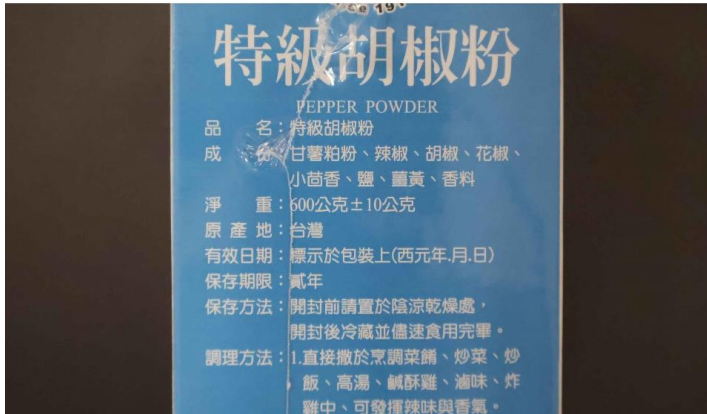 特級胡椒粉
PEPPER POWDER
品名:特級胡椒粉
成份:甘薯粕粉、辣椒、胡椒、花椒、
小茴香、鹽、薑黃、香料
淨重:600公克±10公克
原產地:台灣
有效日期:標示於包裝上(西元年.月.日)
保存期限:貳年
保存方法:開封前請置於陰涼乾燥處,
開封後冷藏並儘速食用完畢。
調理方法:1.直接撒於烹調菜餚、炒菜、炒
飯、高湯、鹹酥雞、滷味、炸
雞中、可發揮辣味與香氣。